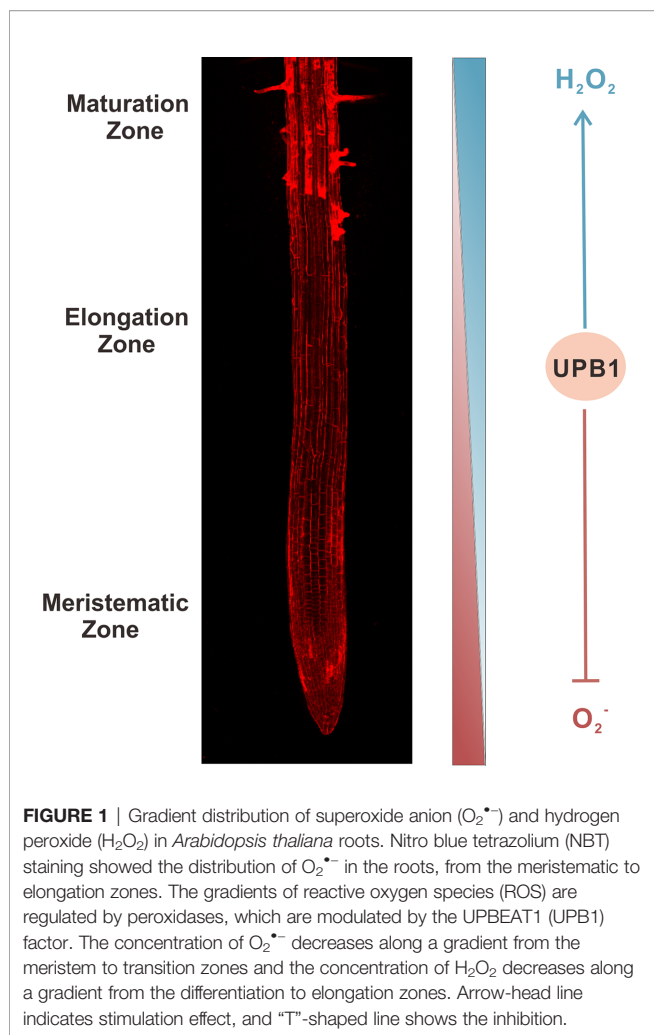 Maturation
Zone
H₂O₂
Elongation
Zone
UPB1
Meristematic
Zone
O₂⁻
FIGURE 1 | Gradient distribution of superoxide anion (O₂•⁻) and hydrogen
peroxide (H₂O₂) in Arabidopsis thaliana roots. Nitro blue tetrazolium (NBT)
staining showed the distribution of O₂•⁻ in the roots, from the meristematic to
elongation zones. The gradients of reactive oxygen species (ROS) are
regulated by peroxidases, which are modulated by the UPBEAT1 (UPB1)
factor. The concentration of O₂•⁻ decreases along a gradient from the
meristem to transition zones and the concentration of H₂O₂ decreases along
a gradient from the differentiation to elongation zones. Arrow-head line
indicates stimulation effect, and “T”-shaped line shows the inhibition.